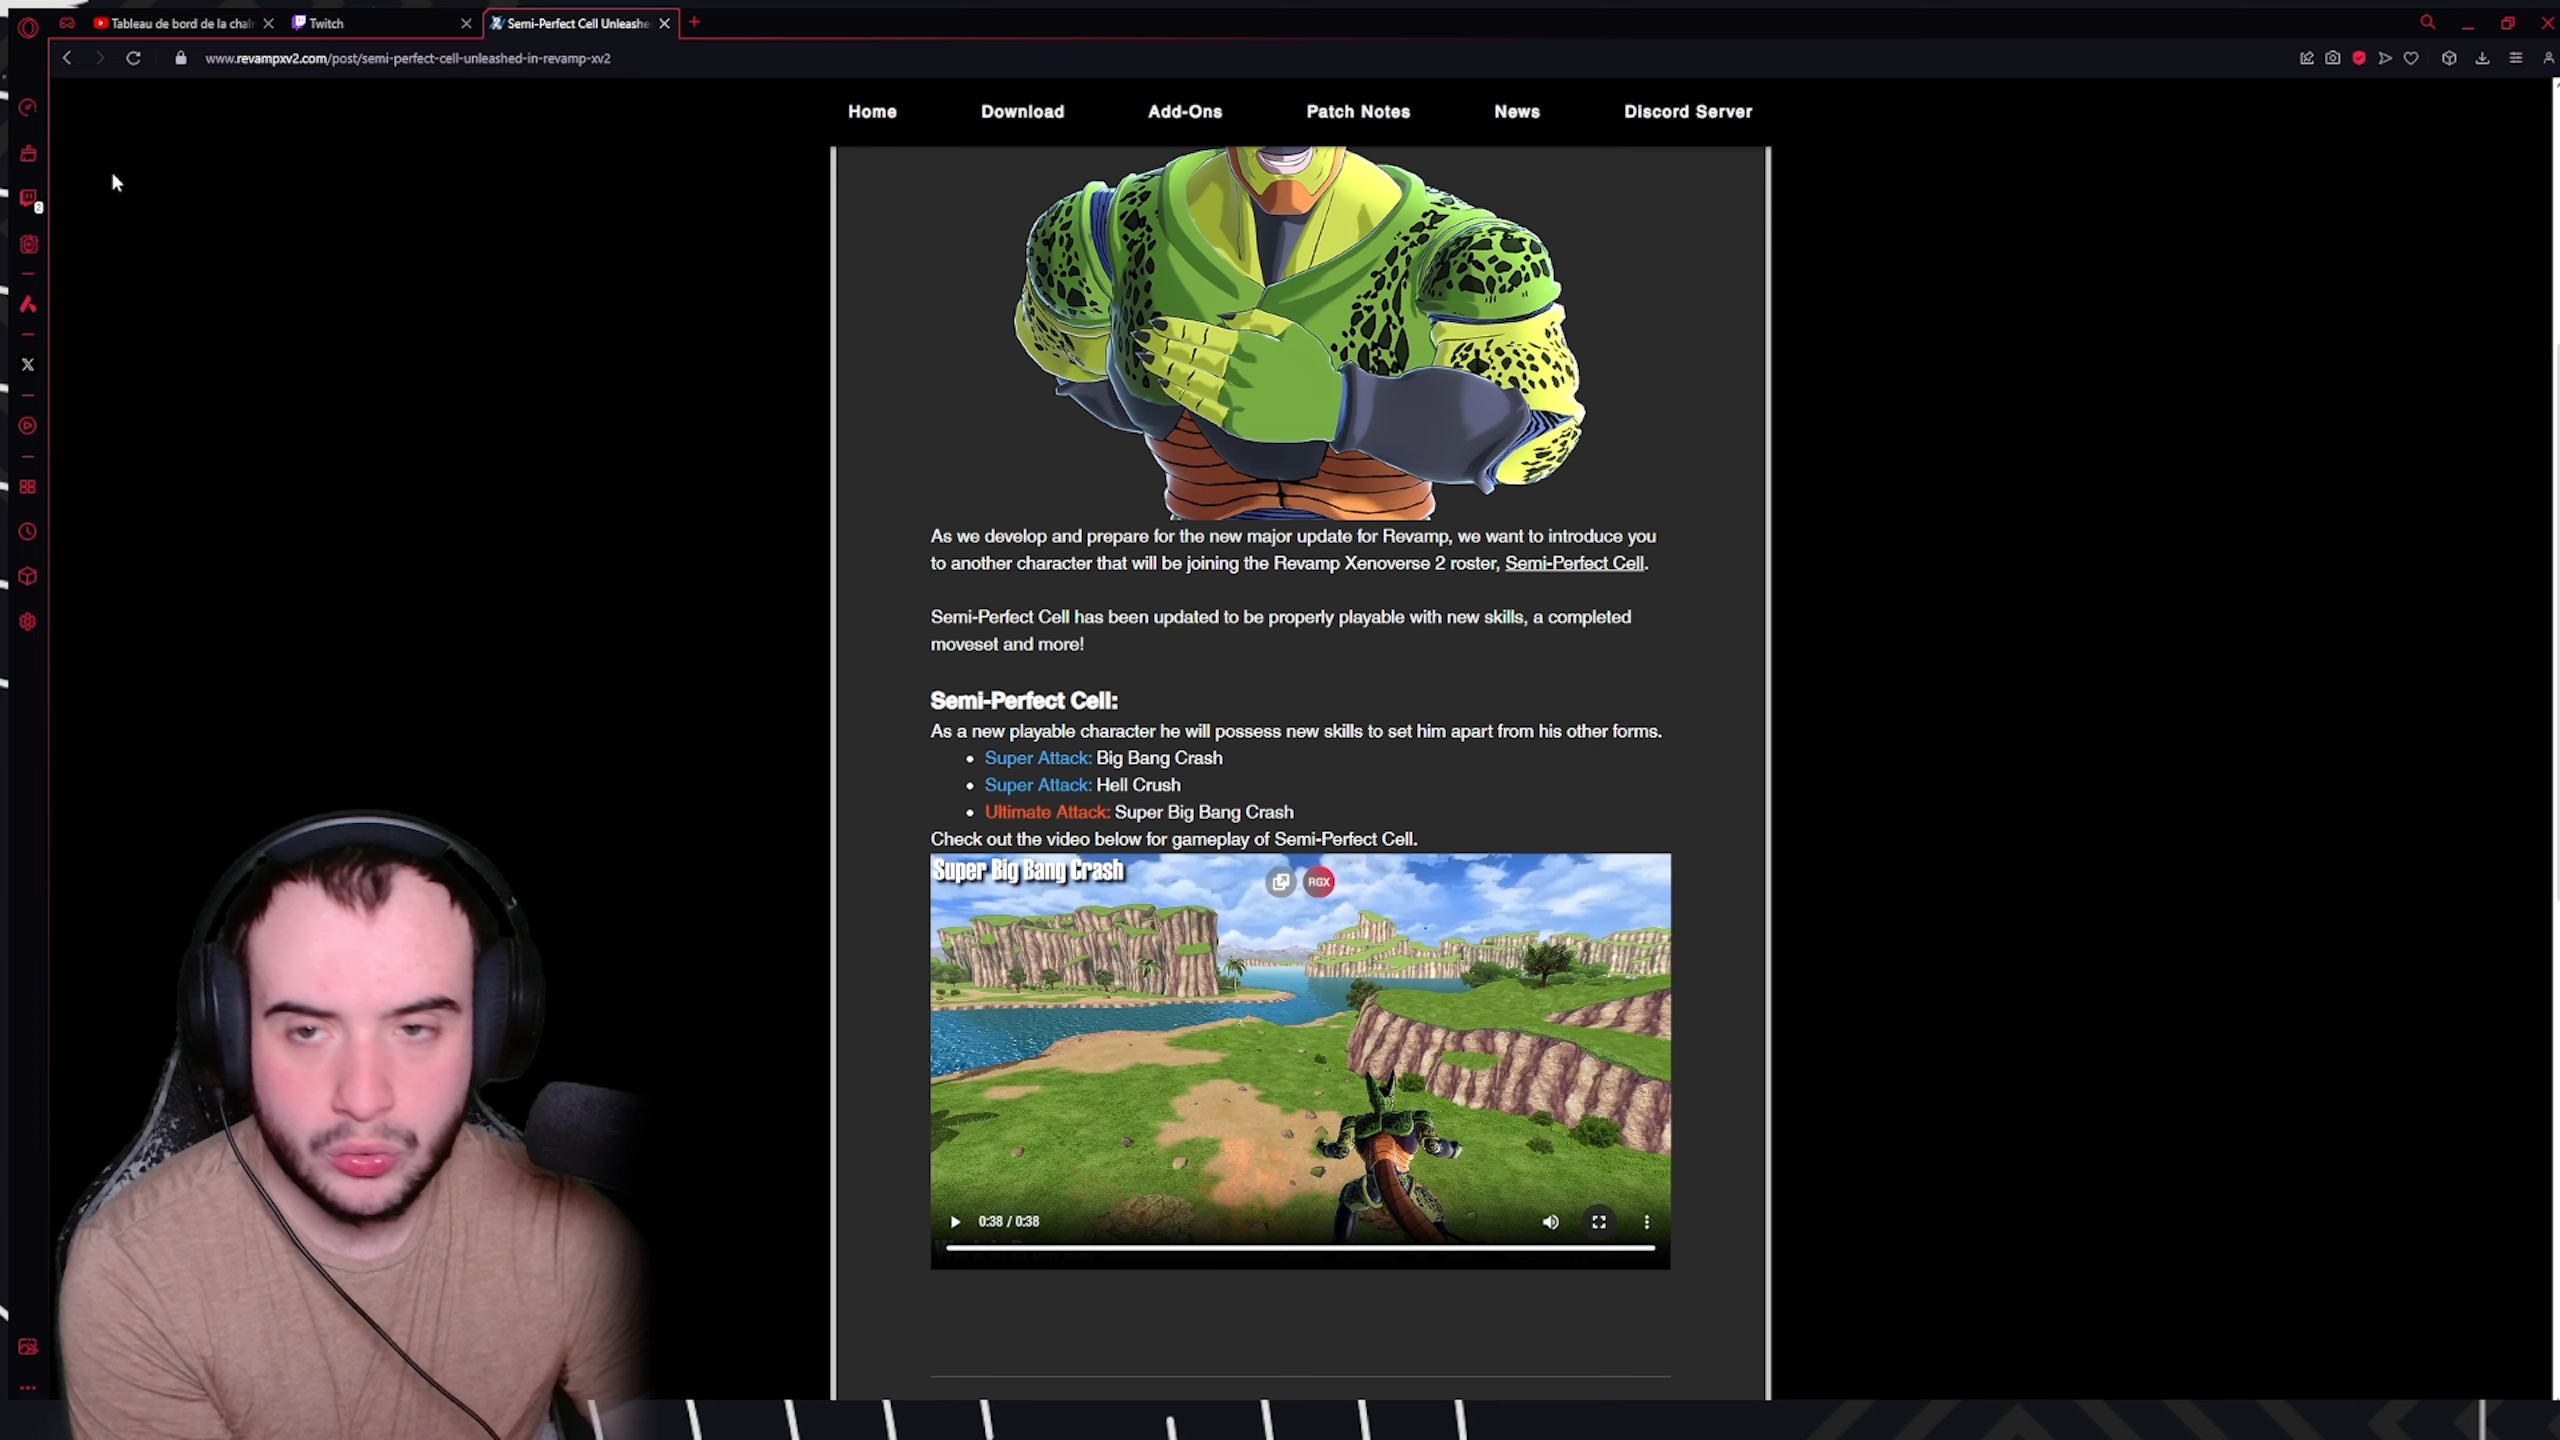 Tableau de bord de la chaîn
Twitch
Semi-Perfect Cell Unleashe
www.revampxv2.com/post/semi-perfect-cell-unleashed-in-revamp-xv2
Home
Download
Add-Ons
Patch Notes
News
Discord Server
2
As we develop and prepare for the new major update for Revamp, we want to introduce you
to another character that will be joining the Revamp Xenoverse 2 roster, Semi-Perfect Cell.
Semi-Perfect Cell has been updated to be properly playable with new skills, a completed
moveset and more!
Semi-Perfect Cell:
As a new playable character he will possess new skills to set him apart from his other forms.
• Super Attack: Big Bang Crash
• Super Attack: Hell Crush
• Ultimate Attack: Super Big Bang Crash
Check out the video below for gameplay of Semi-Perfect Cell.
Super Big Bang Crash
RGX
0:38 / 0:38